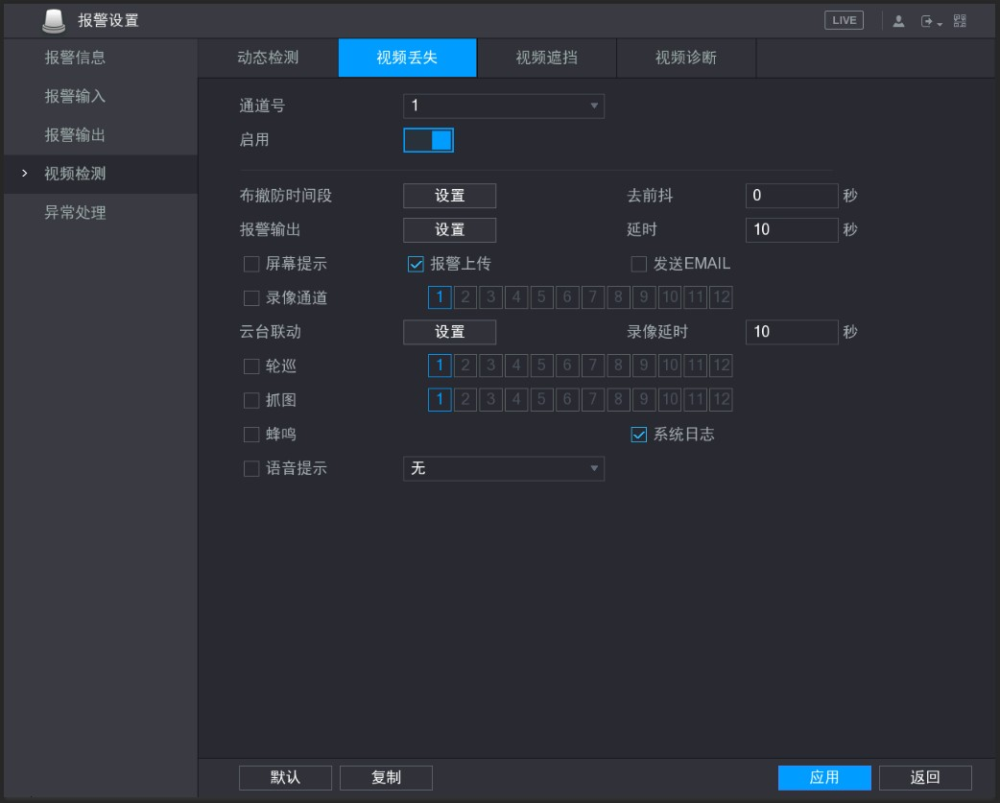 报警设置 LIVE
报警信息
报警输入
报警输出
视频检测
异常处理
动态检测 视频丢失 视频遮挡 视频诊断
通道号 1
启用
布撤防时间段 设置 去前抖 0 秒
报警输出 设置 延时 10 秒
屏幕提示 报警上传 发送EMAIL
录像通道 1 2 3 4 5 6 7 8 9 10 11 12
云台联动 设置 录像延时 10 秒
轮巡 1 2 3 4 5 6 7 8 9 10 11 12
抓图 1 2 3 4 5 6 7 8 9 10 11 12
蜂鸣 系统日志
语音提示 无
默认 复制 应用 返回